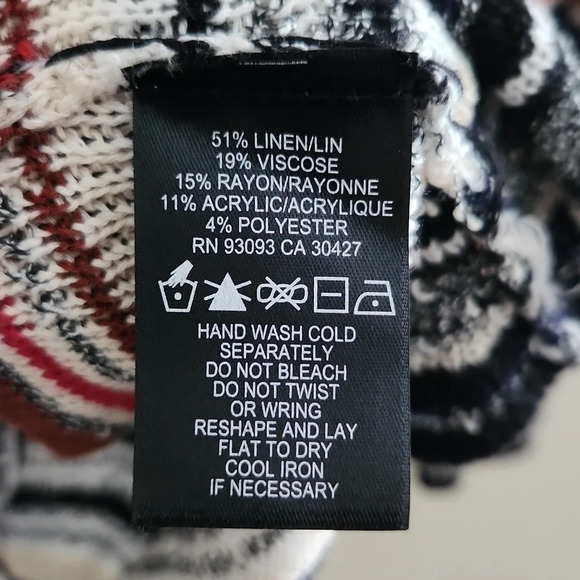 51% LINEN/LIN
19% VISCOSE
15% RAYON/RAYONNE
11% ACRYLIC/ACRYLIQUE
4% POLYESTER
RN 93093 CA 30427
HAND WASH COLD
SEPARATELY
DO NOT BLEACH
DO NOT TWIST
OR WRING
RESHAPE AND LAY
FLAT TO DRY
COOL IRON
IF NECESSARY